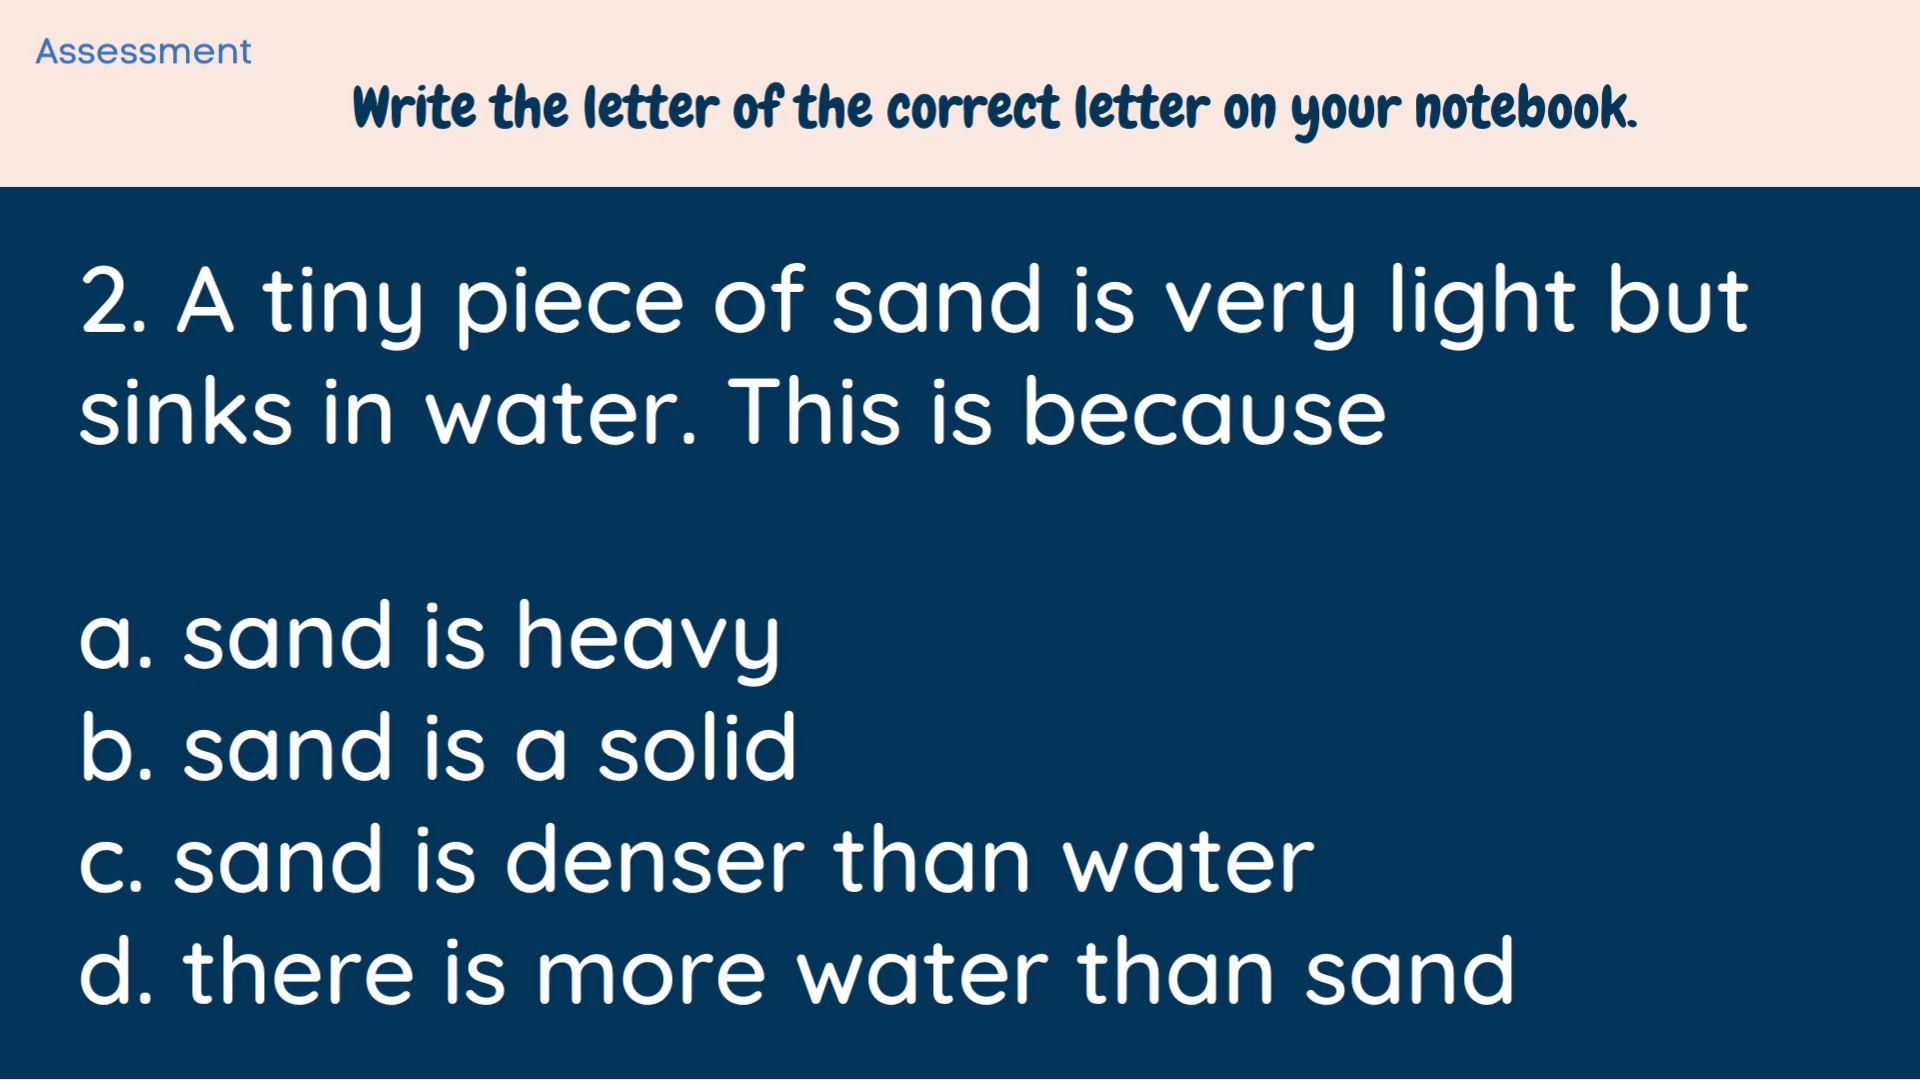 Assessment
Write the letter of the correct letter on your notebook.
2. A tiny piece of sand is very light but
sinks in water. This is because
a. sand is heavy
b. sand is a solid
c. sand is denser than water
d. there is more water than sand